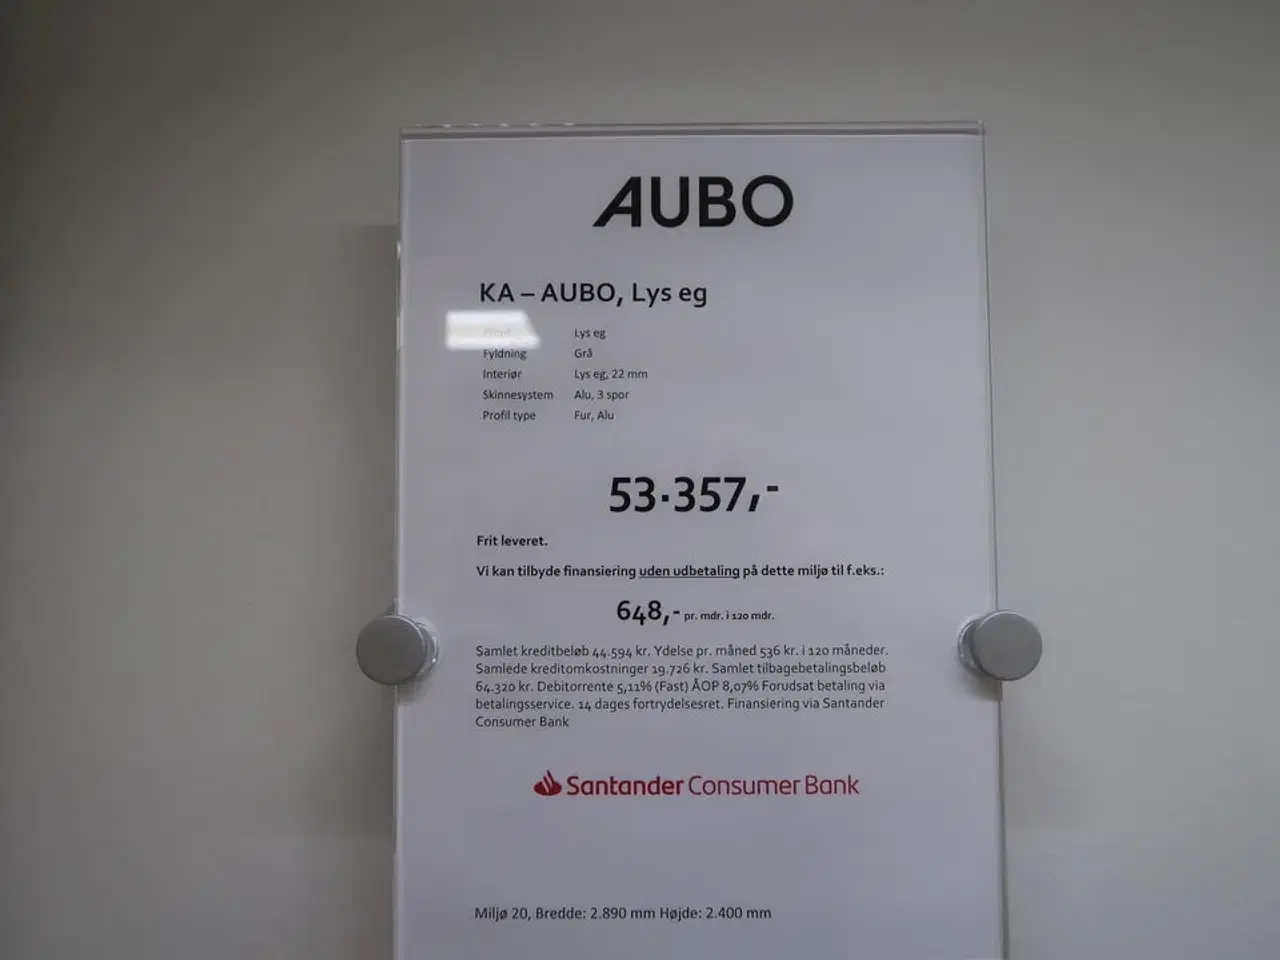 AUBO
KA – AUBO, Lys eg
Front Lys eg
Fyldning Grå
Interiør Lys eg, 22 mm
Skinnesystem Alu, 3 spor
Profil type Fur, Alu
53.357,-
Frit leveret.
Vi kan tilbyde finansiering uden udbetaling på dette miljø til f.eks.:
648,- pr. mdr. i 120 mdr.
Samlet kreditbeløb 44.594 kr. Ydelse pr. måned 536 kr. i 120 måneder.
Samlede kreditomkostninger 19.726 kr. Samlet tilbagebetalingsbeløb
64.320 kr. Debitorrente 5,11% (Fast) ÅOP 8,07% Forudsat betaling via
betalingsservice. 14 dages fortrydelsesret. Finansiering via Santander
Consumer Bank
Santander Consumer Bank
Miljø 20, Bredde: 2.890 mm Højde: 2.400 mm